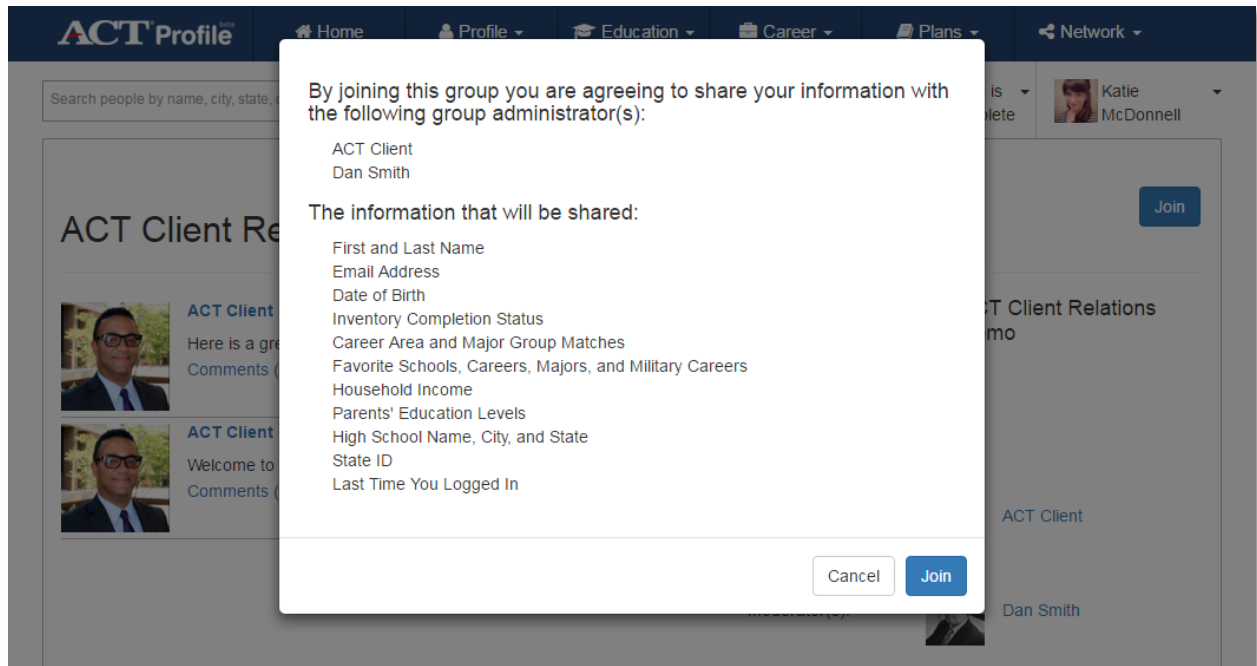 ACT Profile beta
Home
Profile
Education
Career
Plans
Network
Search people by name, city, state,
is
Katie
McDonnell
ACT Client
Join
ACT Client
Here is a
Comments (
ACT Client
Welcome to
Comments (
Client Relations
ACT Client
Dan Smith
By joining this group you are agreeing to share your information with
the following group administrator(s):
ACT Client
Dan Smith
The information that will be shared:
First and Last Name
Email Address
Date of Birth
Inventory Completion Status
Career Area and Major Group Matches
Favorite Schools, Careers, Majors, and Military Careers
Household Income
Parents' Education Levels
High School Name, City, and State
State ID
Last Time You Logged In
Cancel
Join